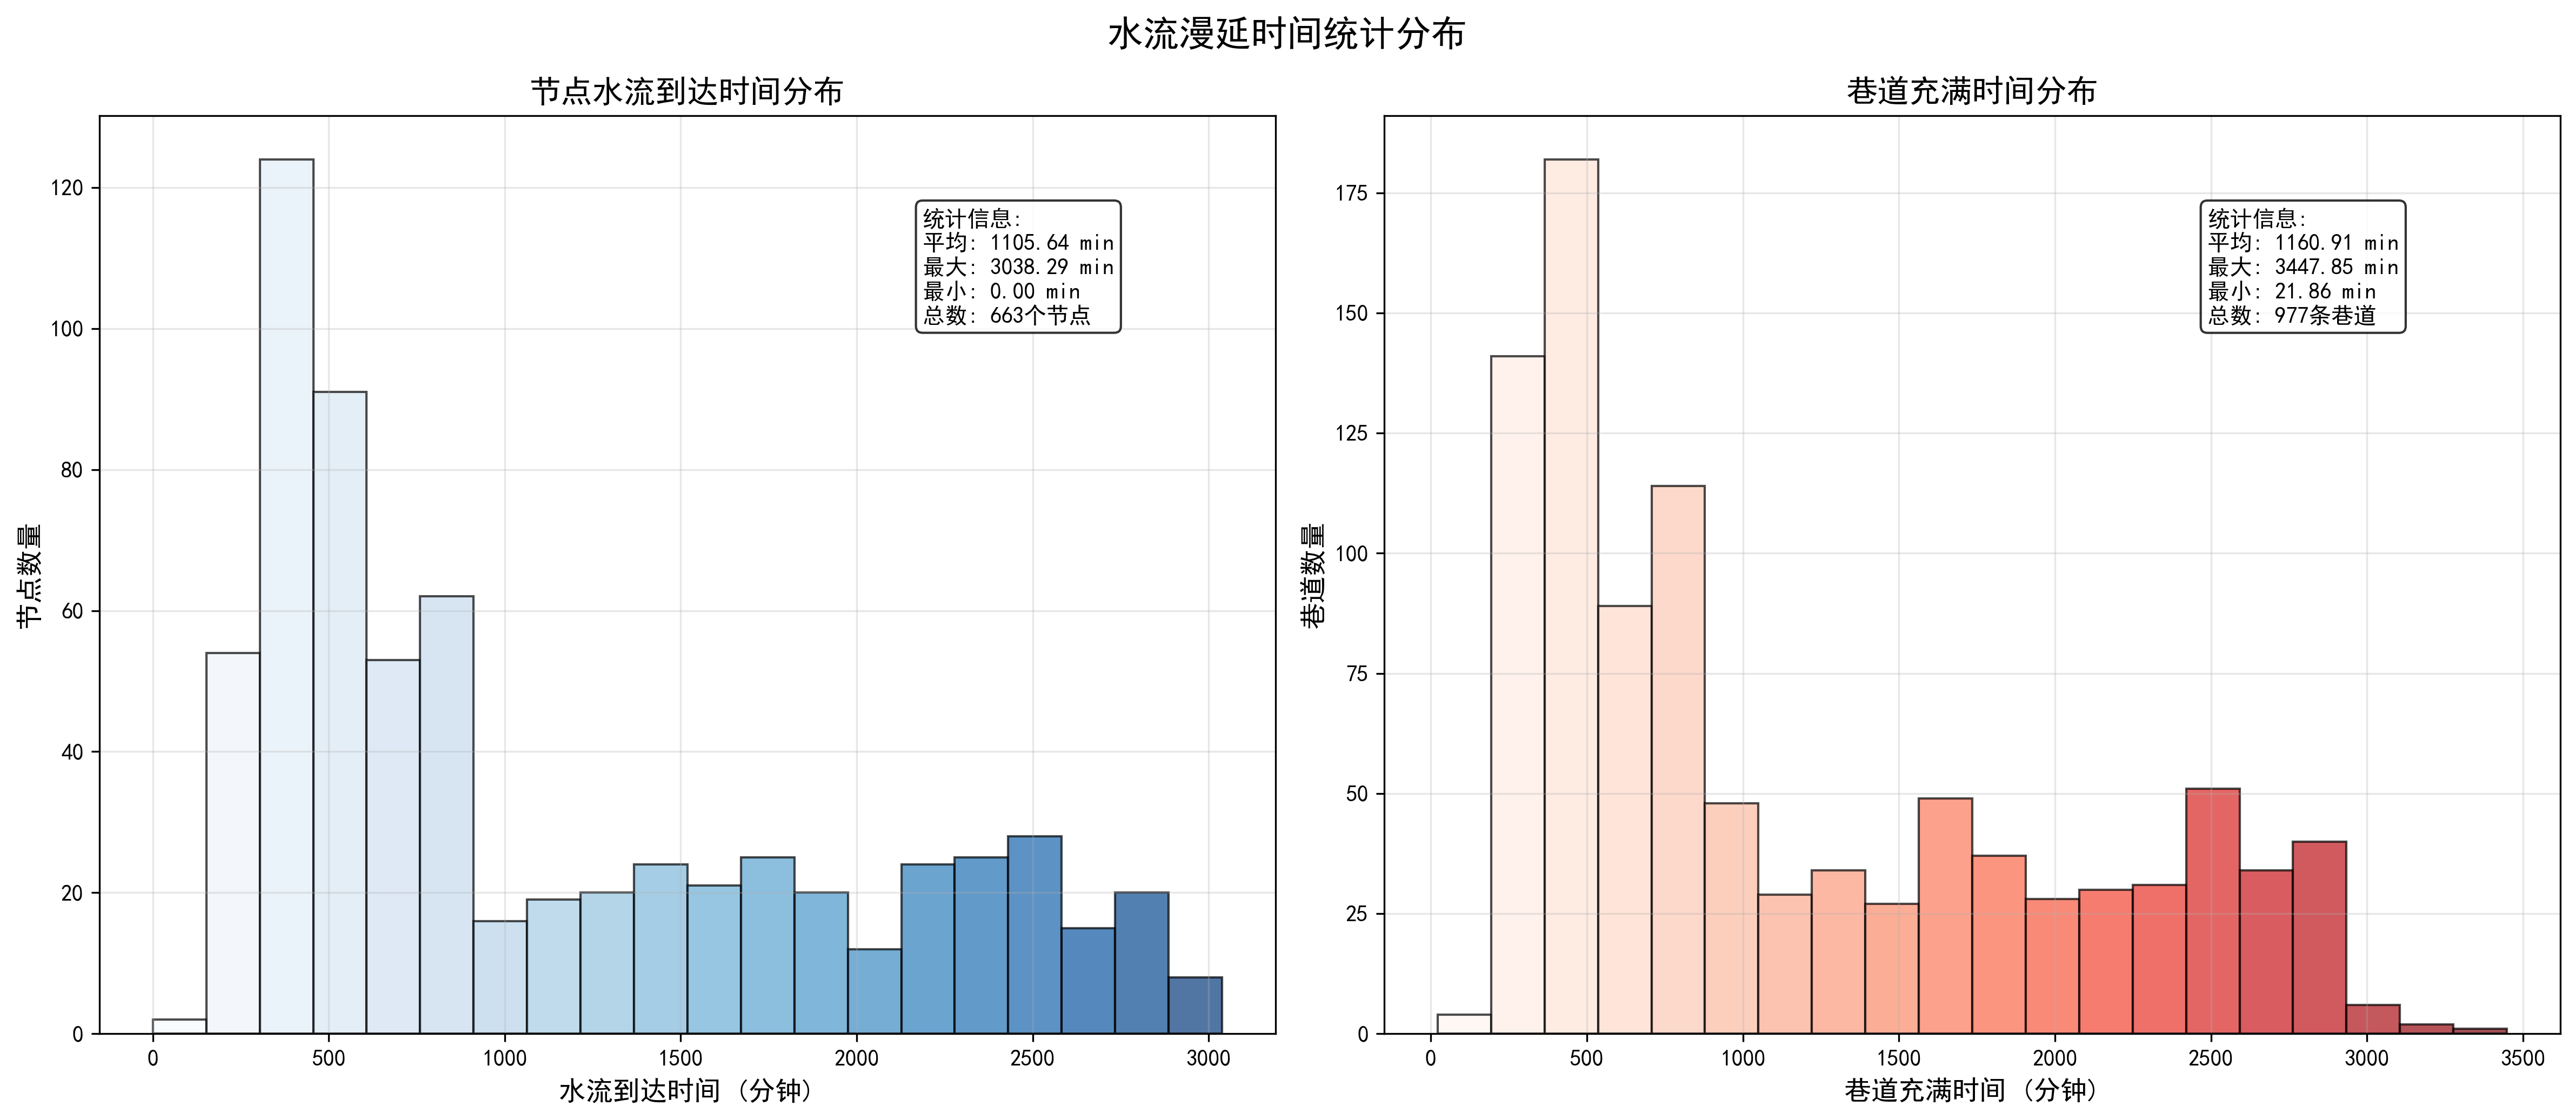 水流漫延时间统计分布
节点水流到达时间分布
节点数量
120
100
80
60
40
20
0
统计信息:
平均: 1105.64 min
最大: 3038.29 min
最小: 0.00 min
总数: 663个节点
0 500 1000 1500 2000 2500 3000
水流到达时间 (分钟)
巷道充满时间分布
巷道数量
175
150
125
100
75
50
25
0
统计信息:
平均: 1160.91 min
最大: 3447.85 min
最小: 21.86 min
总数: 977条巷道
0 500 1000 1500 2000 2500 3000 3500
巷道充满时间 (分钟)